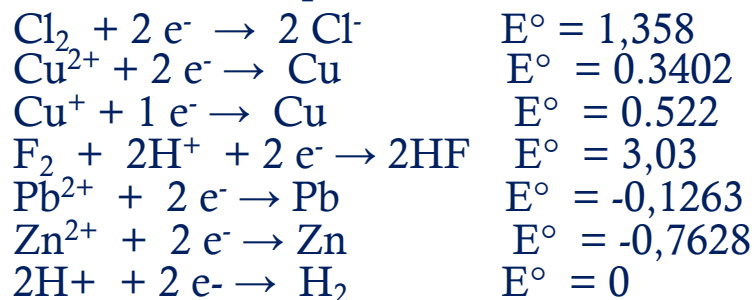 Cl₂ + 2 e⁻ → 2 Cl⁻ E° = 1,358
Cu²⁺ + 2 e⁻ → Cu E° = 0.3402
Cu⁺ + 1 e⁻ → Cu E° = 0.522
F₂ + 2H⁺ + 2 e⁻ → 2HF E° = 3,03
Pb²⁺ + 2 e⁻ → Pb E° = -0,1263
Zn²⁺ + 2 e⁻ → Zn E° = -0,7628
2H+ + 2 e- → H₂ E° = 0